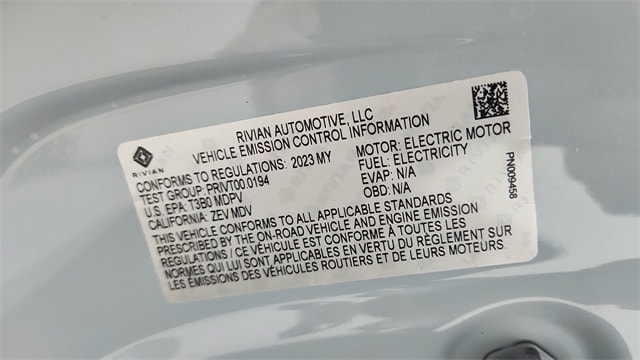 RIVIAN AUTOMOTIVE, LLC
VEHICLE EMISSION CONTROL INFORMATION
RIVIAN
CONFORMS TO REGULATIONS: 2023 MY
TEST GROUP: PRIVT00.0194
U.S. EPA: T3B0 MDPV
CALIFORNIA: ZEV MDV
MOTOR: ELECTRIC MOTOR
FUEL: ELECTRICITY
EVAP: N/A
OBD: N/A
PN009458
THIS VEHICLE CONFORMS TO ALL APPLICABLE STANDARDS
PRESCRIBED BY THE ON-ROAD VEHICLE AND ENGINE EMISSION
REGULATIONS / CE VÉHICULE EST CONFORME À TOUTES LES
NORMES QUI LUI SONT APPLICABLES EN VERTU DU RÈGLEMENT SUR
LES ÉMISSIONS DES VÉHICULES ROUTIERS ET DE LEURS MOTEURS.